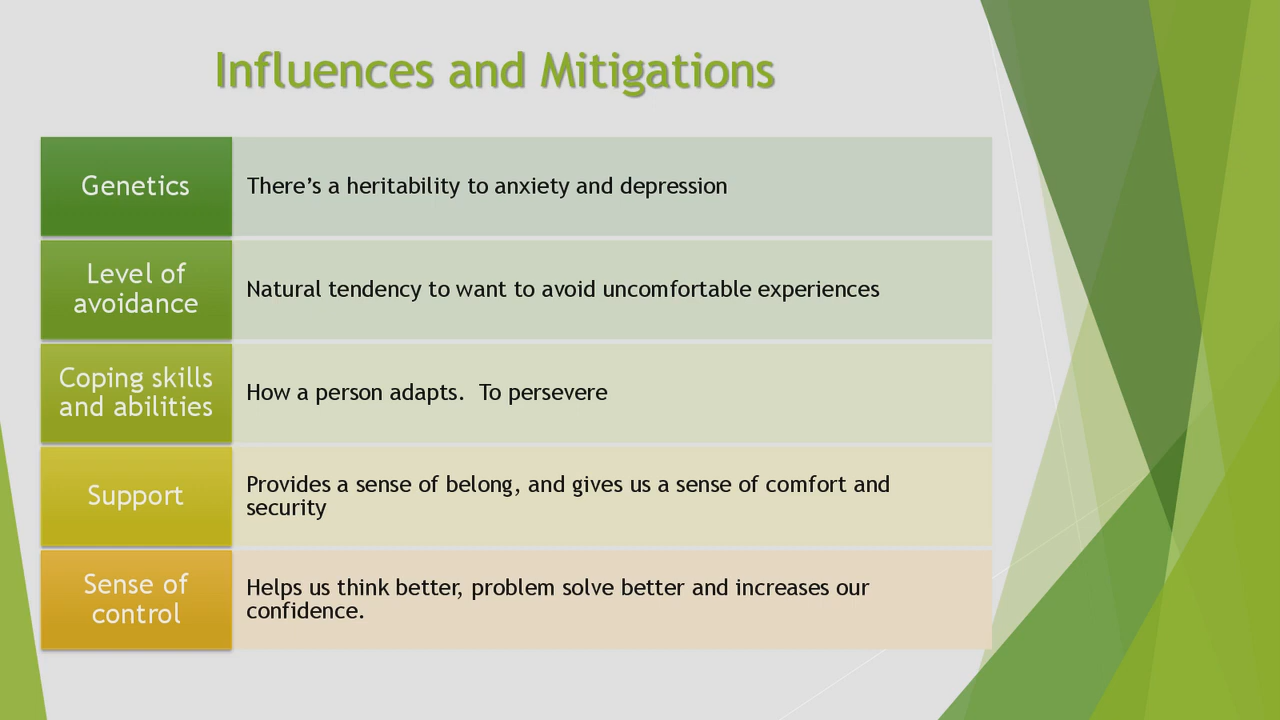 Influences and Mitigations
Genetics
There’s a heritability to anxiety and depression
Level of
avoidance
Natural tendency to want to avoid uncomfortable experiences
Coping skills
and abilities
How a person adapts.  To persevere
Support
Provides a sense of belong, and gives us a sense of comfort and
security
Sense of
control
Helps us think better, problem solve better and increases our
confidence.